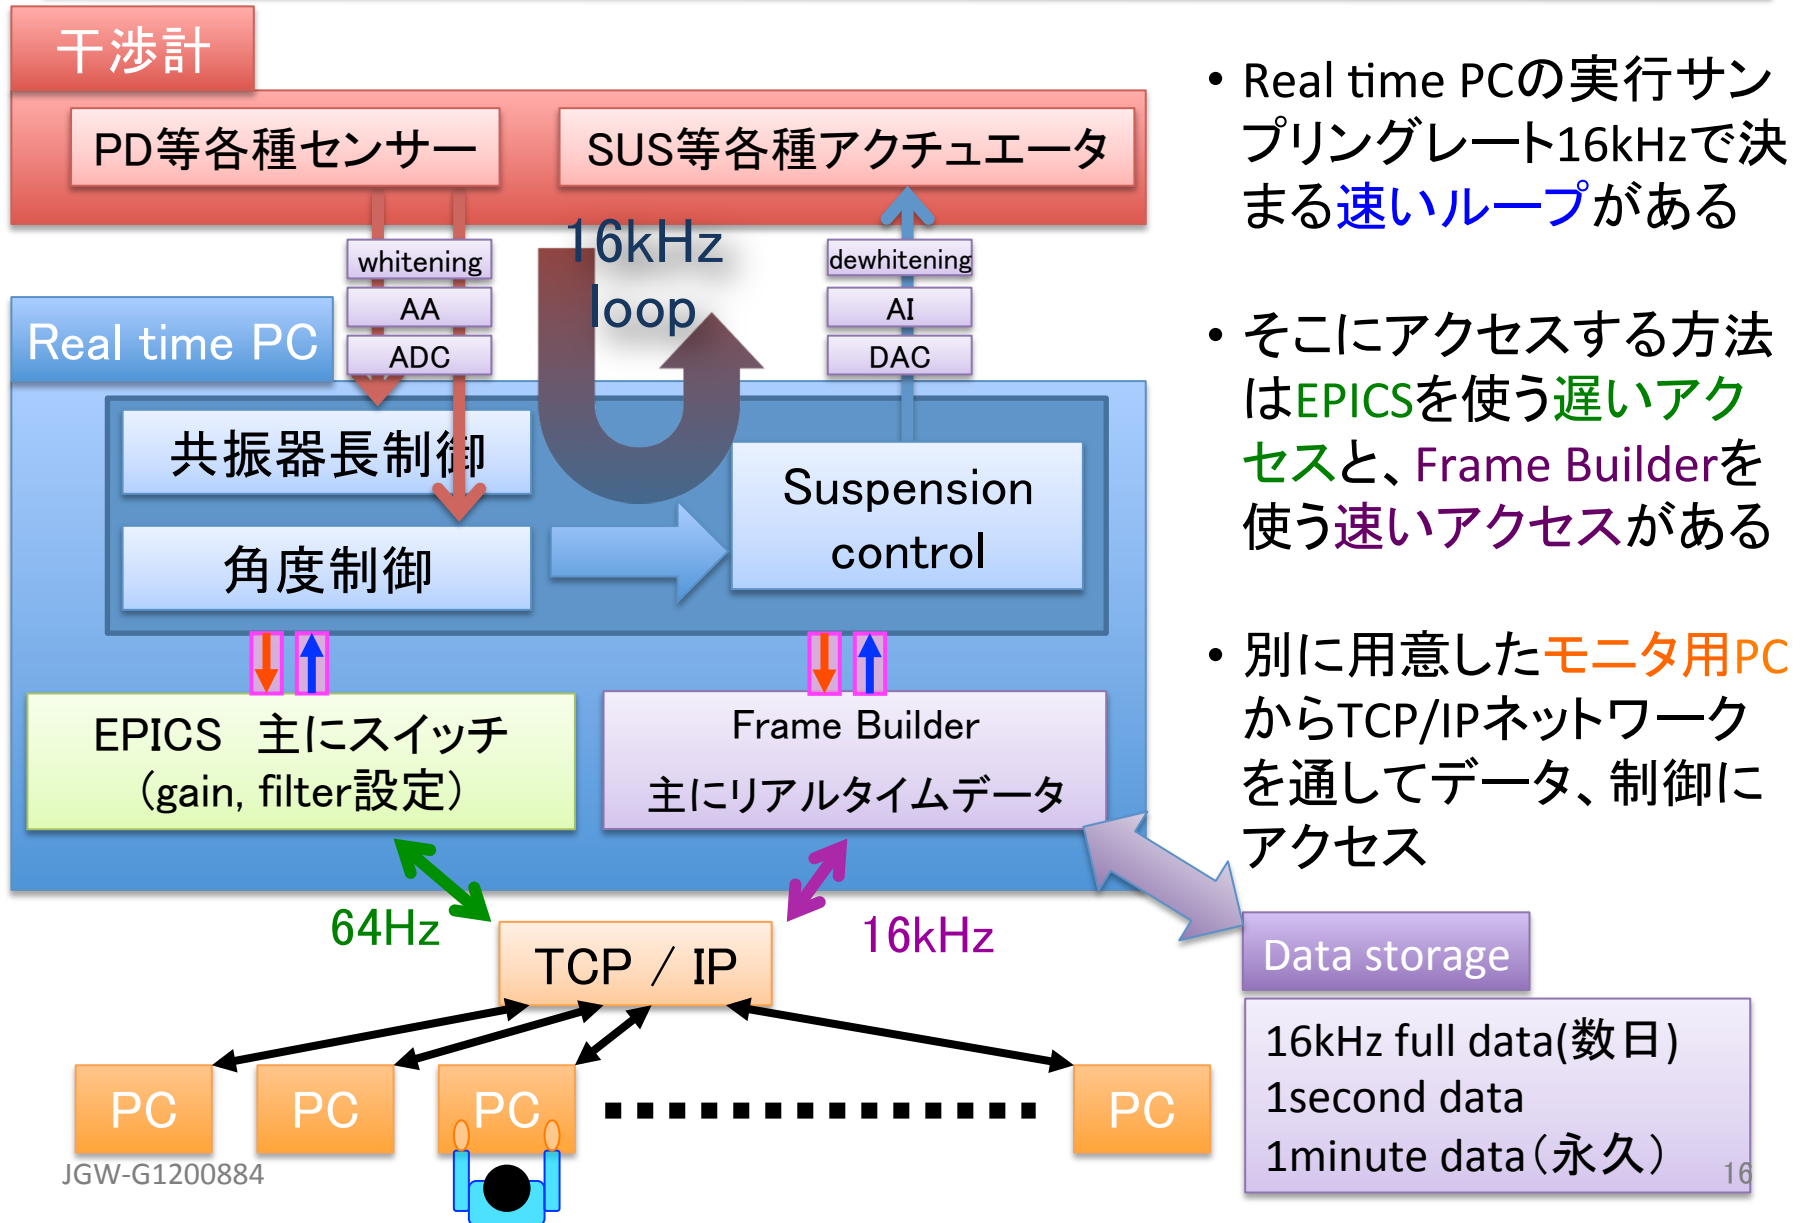 干渉計
PD等各種センサー
SUS等各種アクチュエータ
whitening
AA
ADC
16kHz
loop
dewhitening
AI
DAC
Real time PC
共振器長制御
角度制御
Suspension
control
EPICS 主にスイッチ
(gain, filter設定)
Frame Builder
主にリアルタイムデータ
64Hz
16kHz
TCP / IP
PC
PC
PC
PC
• Real time PCの実行サン
プリングレート16kHzで決
まる速いループがある
• そこにアクセスする方法
はEPICSを使う遅いアク
セスと、Frame Builderを
使う速いアクセスがある
• 別に用意したモニタ用PC
からTCP/IPネットワーク
を通してデータ、制御に
アクセス
Data storage
16kHz full data(数日)
1second data
1minute data（永久）
JGW-G1200884
16